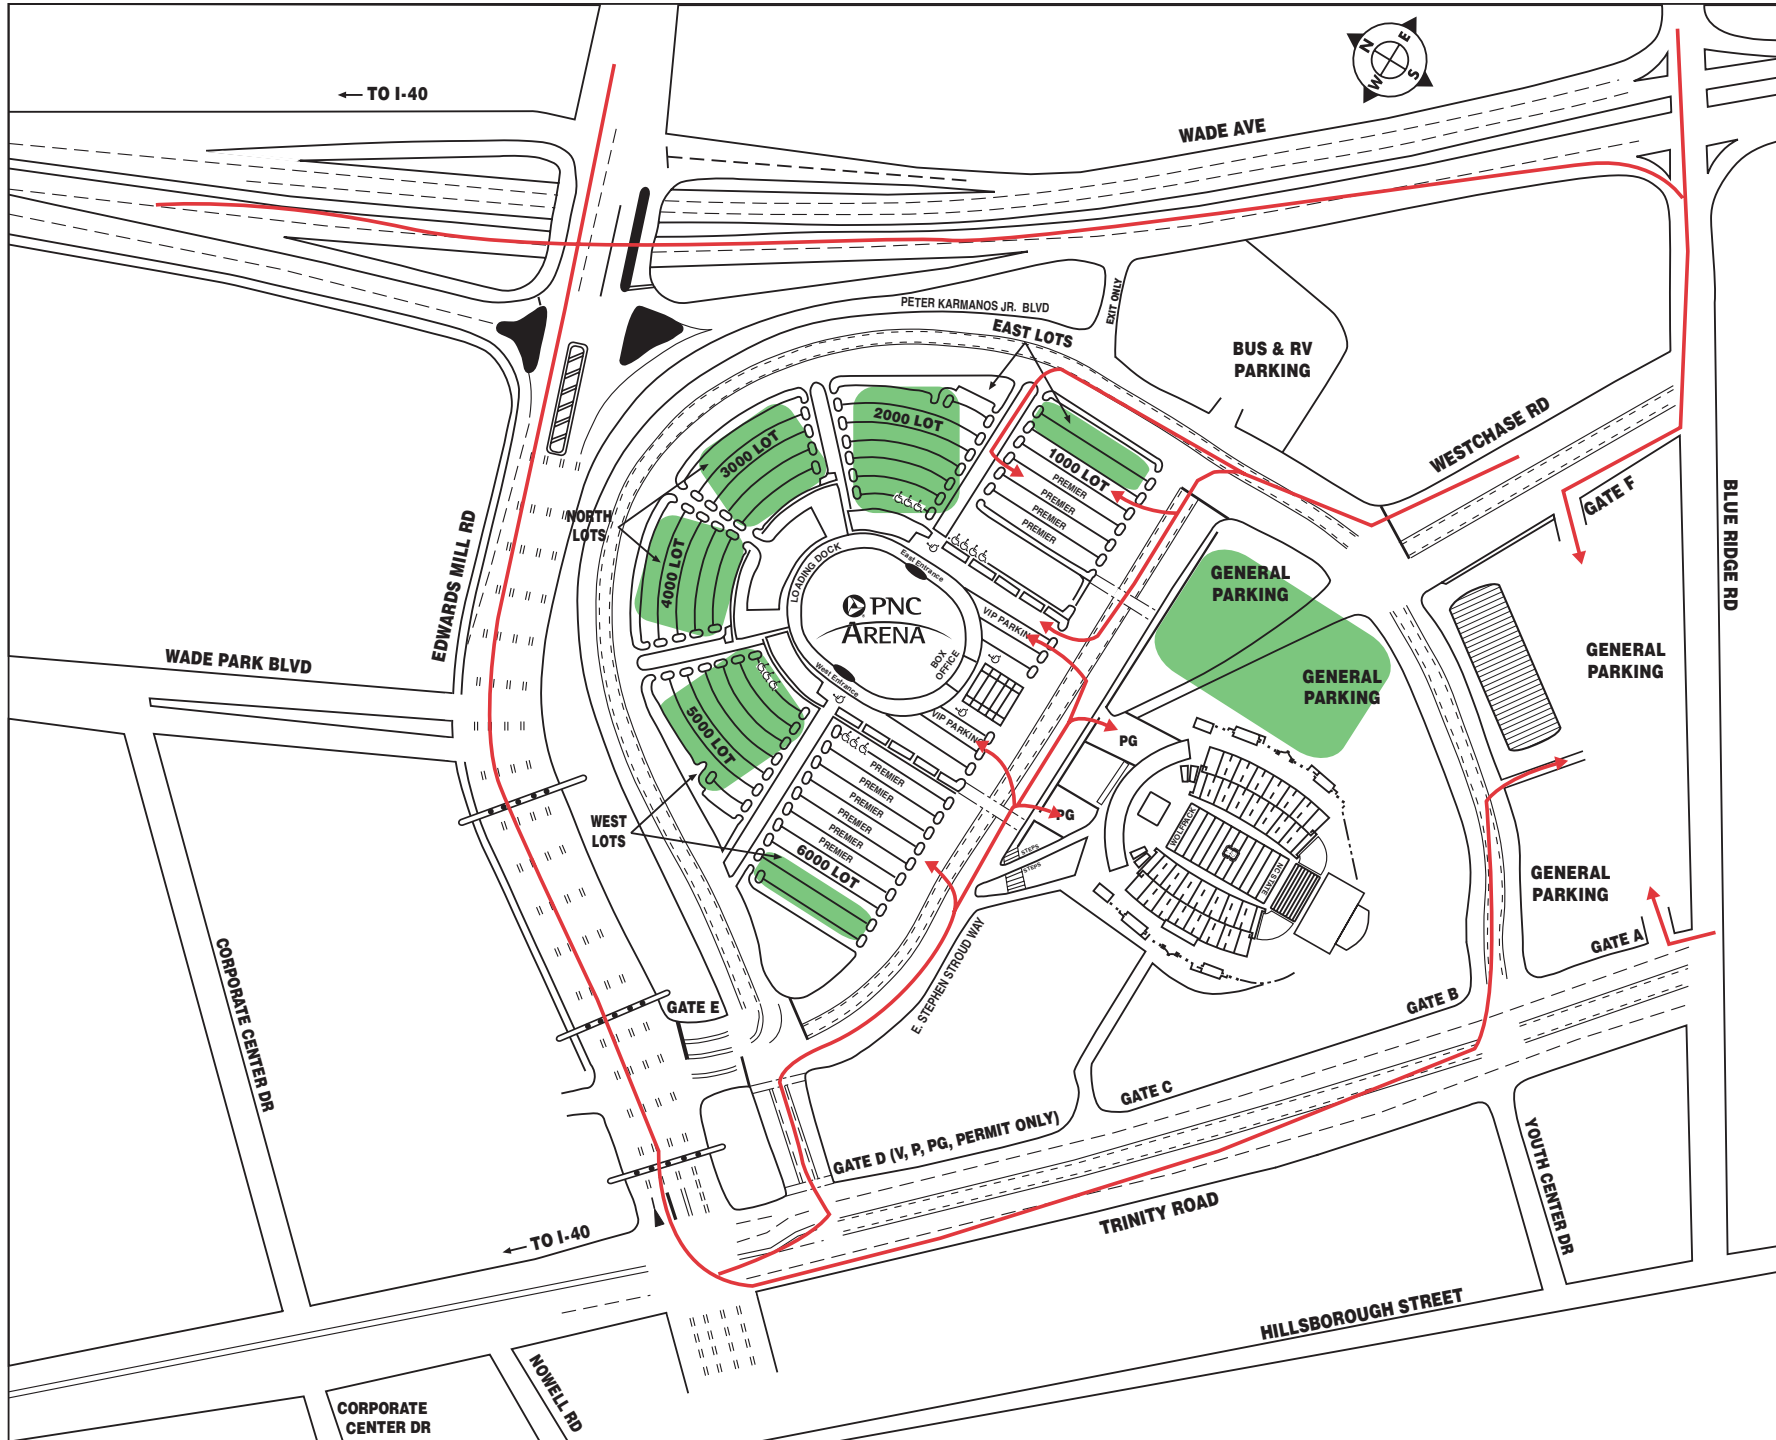 TO I-40
WADE AVE
N
E
W
S
PETER KARMANOS JR. BLVD
EXIT ONLY
EAST LOTS
BUS & RV
PARKING
WESTCHASE RD
GATE F
BLUE RIDGE RD
2000 LOT
3000 LOT
1000 LOT
PREMIER
PREMIER
PREMIER
PREMIER
NORTH
LOTS
4000 LOT
EDWARDS MILL RD
LOADING DOCK
East Entrance
PNC
ARENA
VIP PARKING
BOX
OFFICE
West Entrance
VIP PARKING
GENERAL
PARKING
GENERAL
PARKING
GENERAL
PARKING
WADE PARK BLVD
5000 LOT
PG
PG
PREMIER
PREMIER
PREMIER
PREMIER
PREMIER
PREMIER
6000 LOT
WEST
LOTS
STEPS
STEPS
WOLFPACK
NC STATE
GENERAL
PARKING
GATE A
GATE B
GATE C
GATE D (V, P, PG, PERMIT ONLY)
GATE E
E. STEPHEN STROUD WAY
CORPORATE CENTER DR
YOUTH CENTER DR
TO I-40
TRINITY ROAD
HILLSBOROUGH STREET
NOWELL RD
CORPORATE
CENTER DR